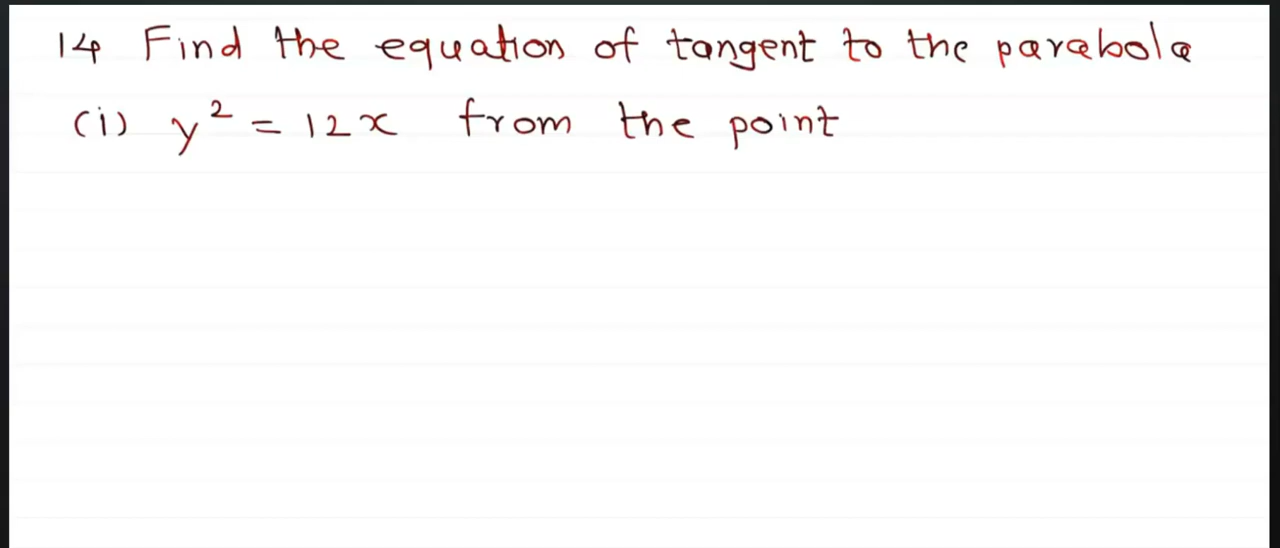 14 Find the equation of tangent to the parabola
(i) y² = 12x from the point